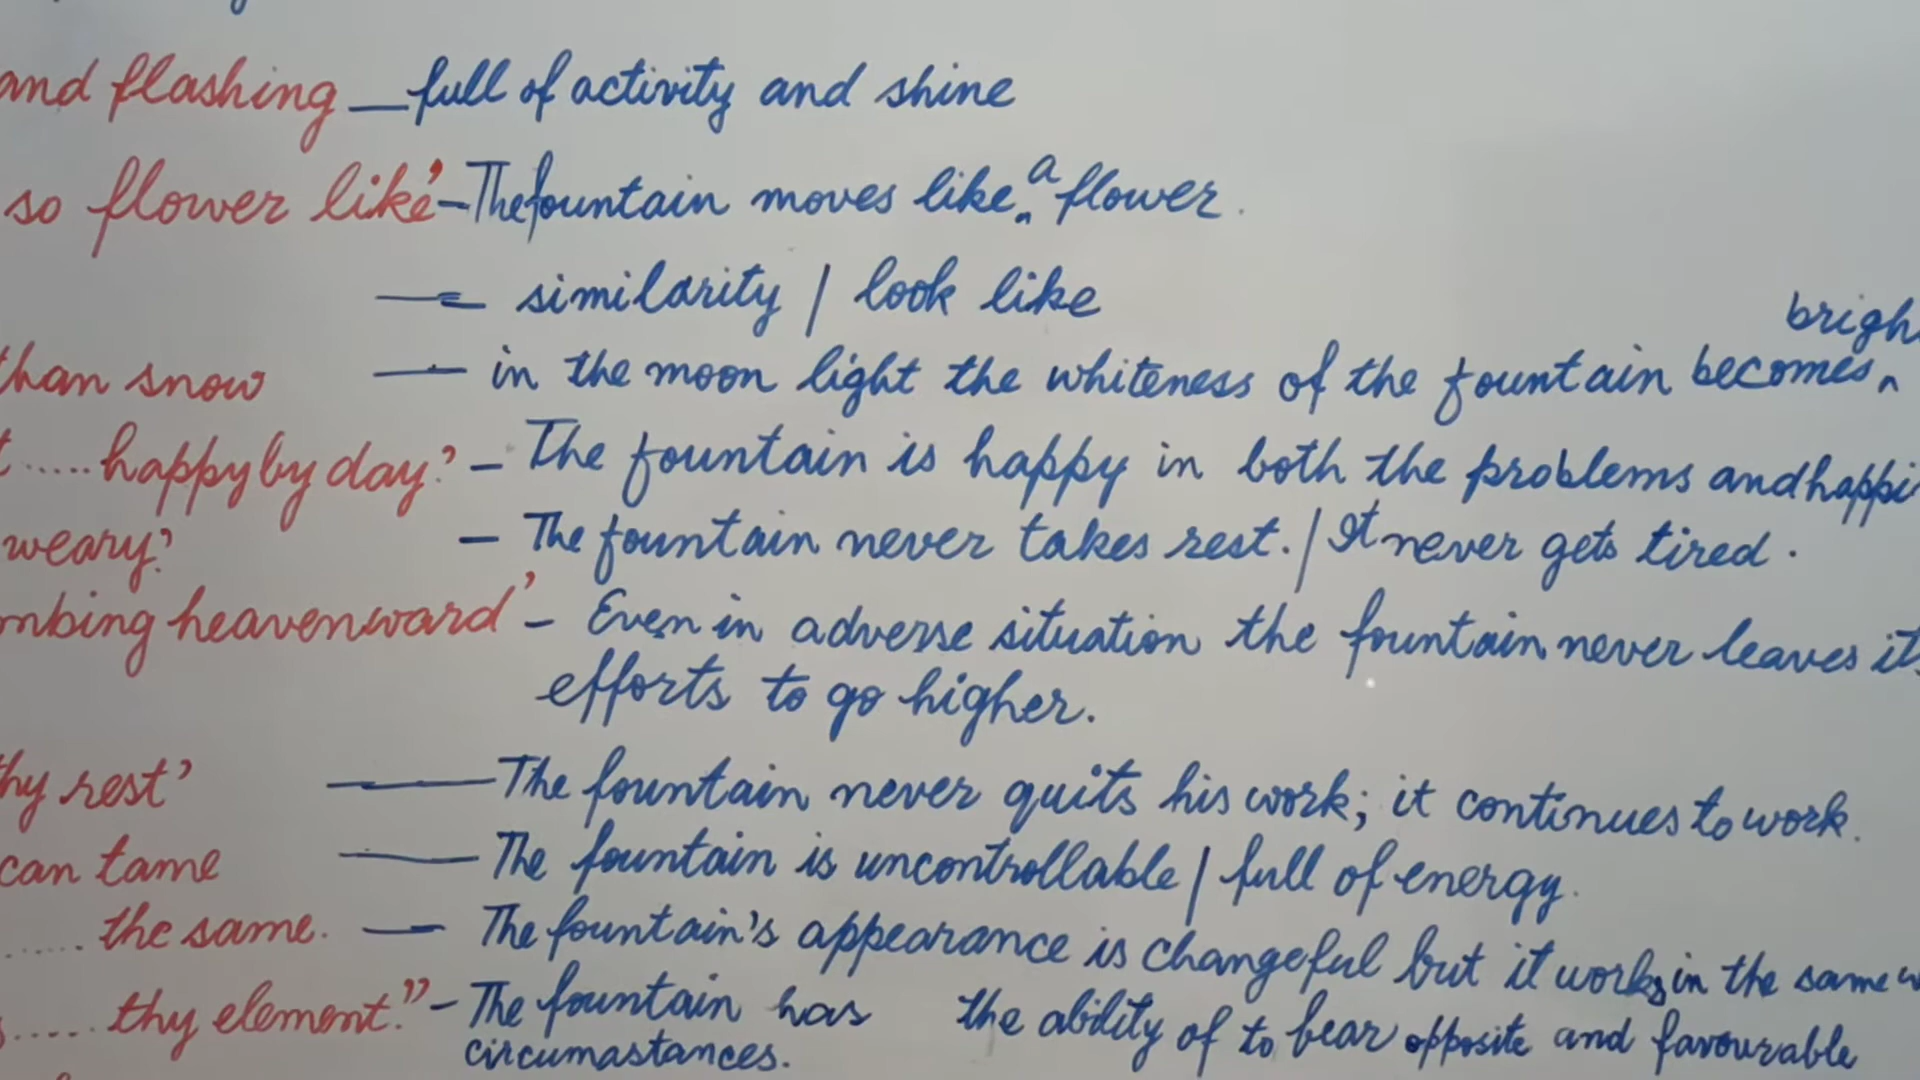 and flashing — full of activity and shine
so flower like' - The fountain moves like a flower.
— similarity / look like
than snow — in the moon light the whiteness of the fountain becomes
..... happy by day? - The fountain is happy in both the problems and
weary? - The fountain never takes rest. / It never gets tired.
heavenward' - Even in adverse situation the fountain never leaves its
efforts to go higher.
rest' — The fountain never quits his work; it continues to work.
can tame — The fountain is uncontrollable / full of energy.
..... the same. — The fountain's appearance is changeful but it works in the same
..... thy element." - The fountain has the ability of to bear opposite and favourable
circumastances.